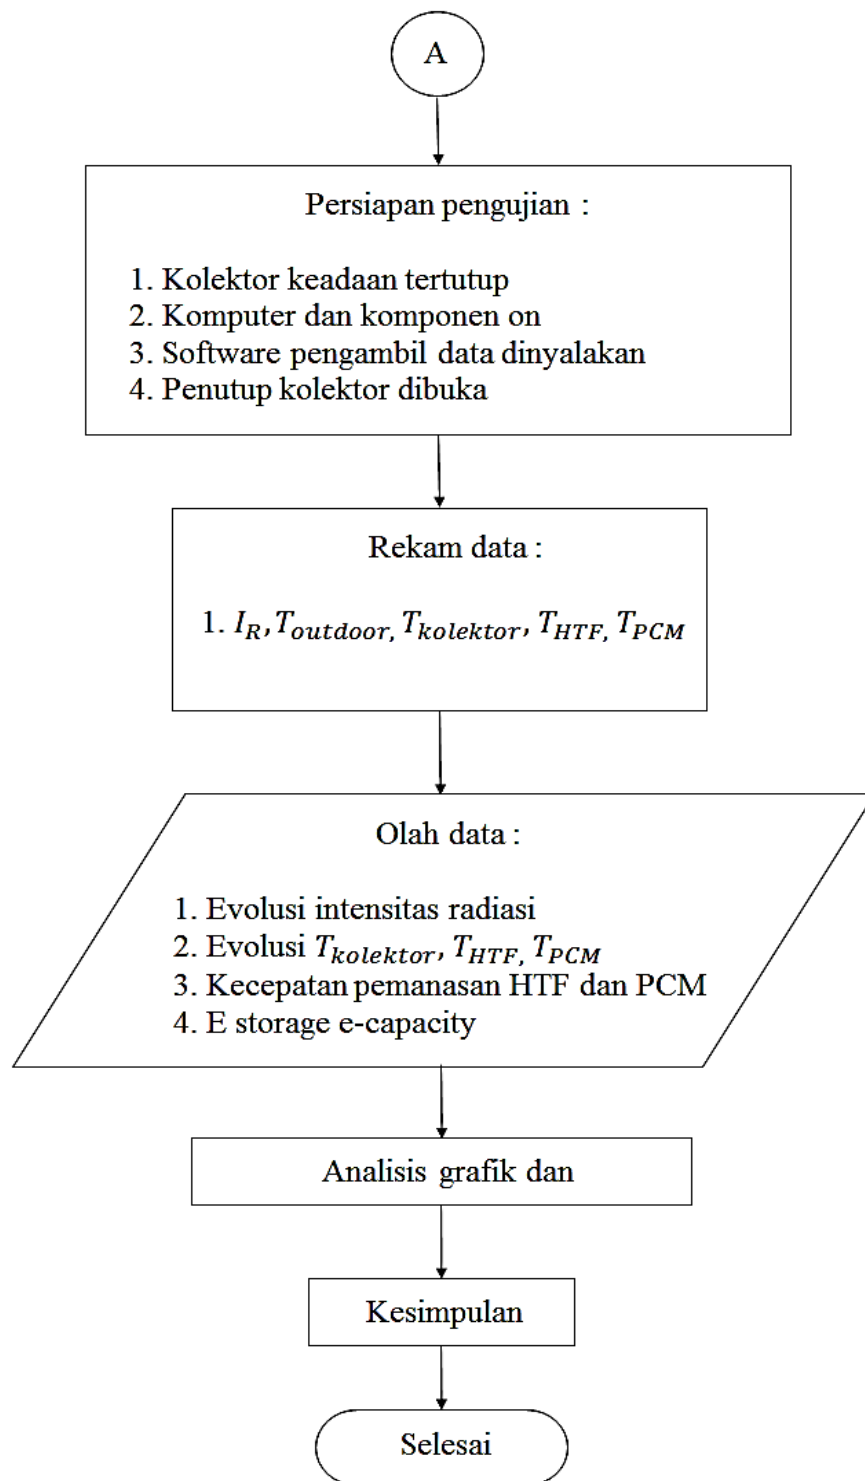 A
Persiapan pengujian :
1. Kolektor keadaan tertutup
2. Komputer dan komponen on
3. Software pengambil data dinyalakan
4. Penutup kolektor dibuka
Rekam data :
1. I_R, T_outdoor, T_kolektor, T_HTF, T_PCM
Olah data :
1. Evolusi intensitas radiasi
2. Evolusi T_kolektor, T_HTF, T_PCM
3. Kecepatan pemanasan HTF dan PCM
4. E storage e-capacity
Analisis grafik dan
Kesimpulan
Selesai